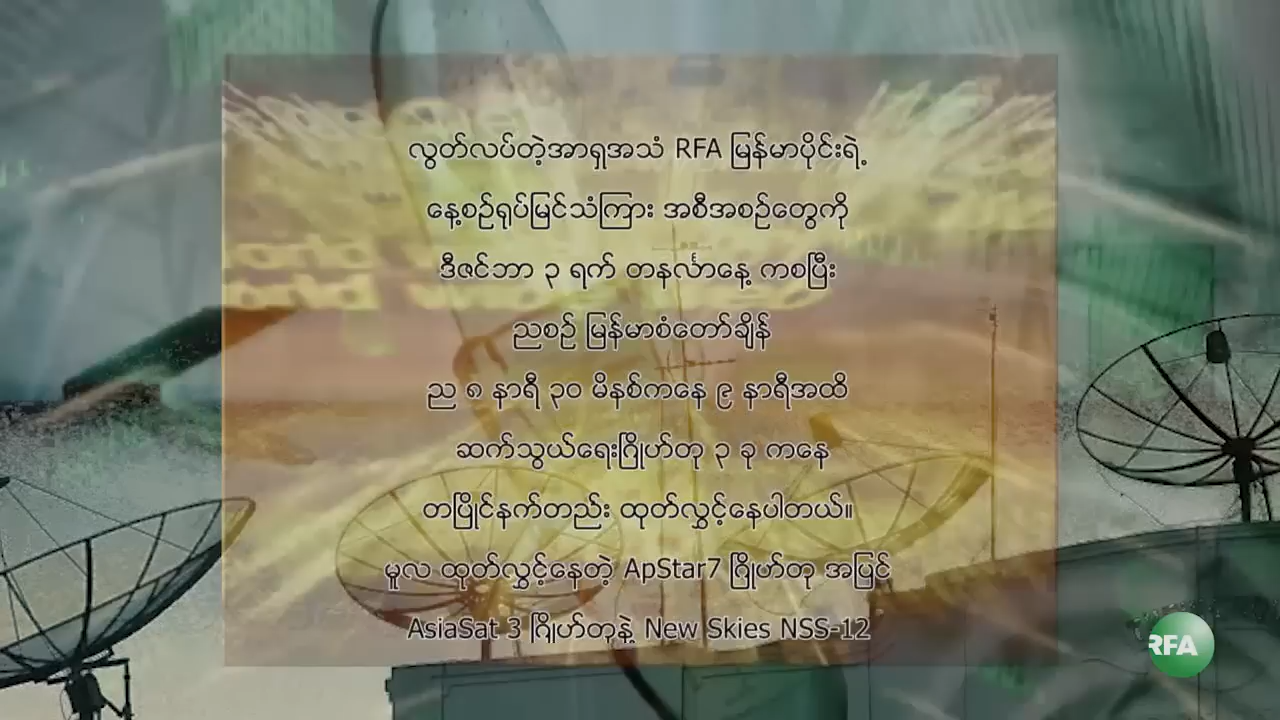 လွတ်လပ်တဲ့အာရှအသံ RFA မြန်မာပိုင်းရဲ့
နေ့စဉ်ရုပ်မြင်သံကြား အစီအစဉ်တွေကို
ဒီဇင်ဘာ ၃ ရက် တနင်္လာနေ့ ကစပြီး
ညစဉ် မြန်မာစံတော်ချိန်
ည ၈ နာရီ ၃၀ မိနစ်ကနေ ၉ နာရီအထိ
ဆက်သွယ်ရေးဂြိုဟ်တု ၃ ခု ကနေ
တပြိုင်နက်တည်း ထုတ်လွှင့်နေပါတယ်။
မူလ ထုတ်လွှင့်နေတဲ့ ApStar7 ဂြိုဟ်တု အပြင်
AsiaSat 3 ဂြိုဟ်တုနဲ့ New Skies NSS-12
RFA